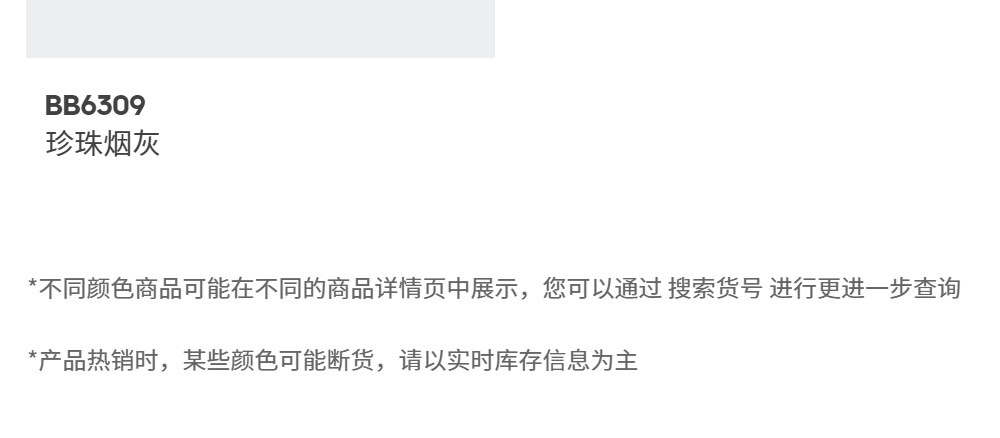 BB6309
珍珠烟灰
*不同颜色商品可能在不同的商品详情页中展示，您可以通过 搜索货号 进行更进一步查询
*产品热销时，某些颜色可能断货，请以实时库存信息为主